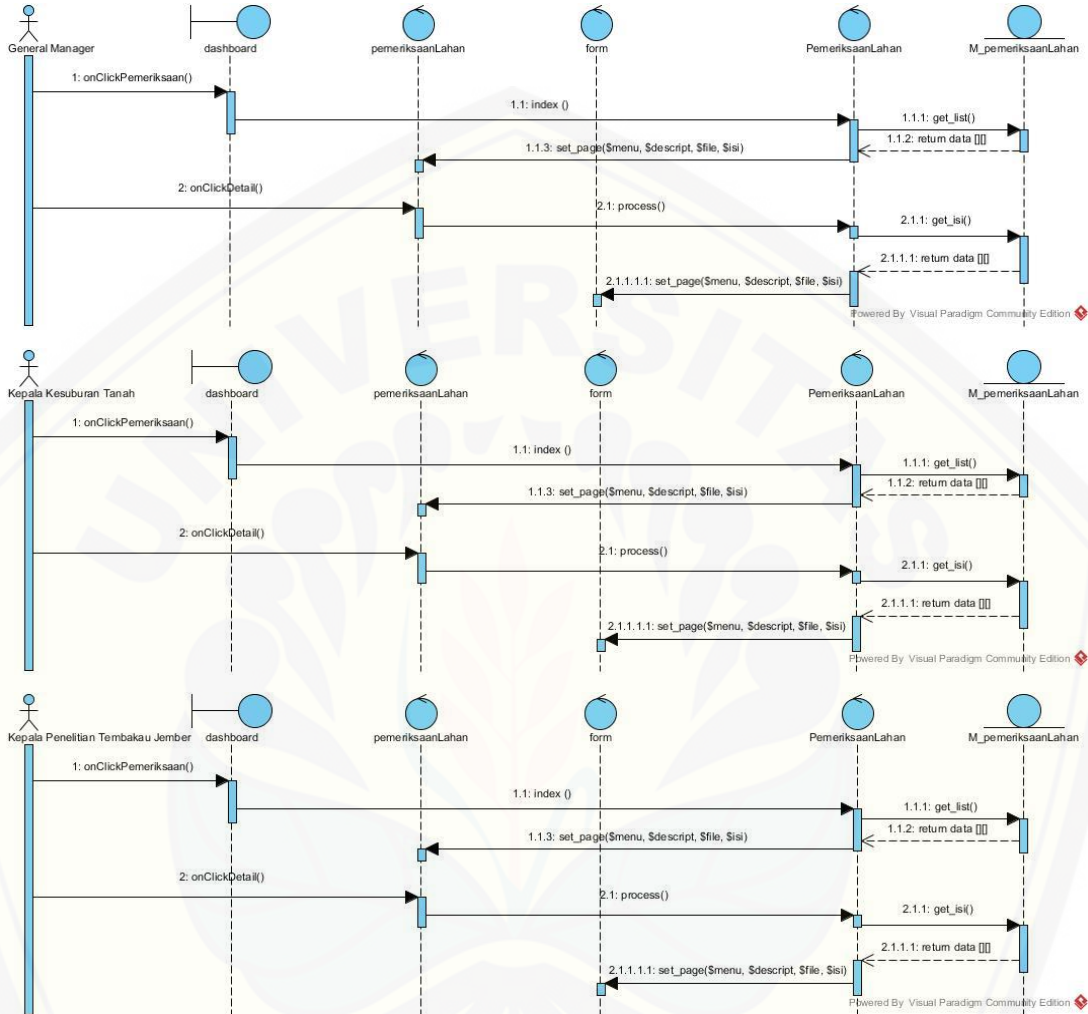 General Manager
dashboard
pemeriksaanLahan
form
PemeriksaanLahan
M_pemeriksaanLahan
1: onClickPemeriksaan()
1.1: index ()
1.1.1: get_list()
1.1.2: return data [][]
1.1.3: set_page($menu, $descript, $file, $isi)
2: onClickDetail()
2.1: process()
2.1.1: get_isi()
2.1.1.1: return data [][]
2.1.1.1.1: set_page($menu, $descript, $file, $isi)
Powered By Visual Paradigm Community Edition
Kepala Kesuburan Tanah
dashboard
pemeriksaanLahan
form
PemeriksaanLahan
M_pemeriksaanLahan
1: onClickPemeriksaan()
1.1: index ()
1.1.1: get_list()
1.1.2: return data [][]
1.1.3: set_page($menu, $descript, $file, $isi)
2: onClickDetail()
2.1: process()
2.1.1: get_isi()
2.1.1.1: return data [][]
2.1.1.1.1: set_page($menu, $descript, $file, $isi)
Powered By Visual Paradigm Community Edition
Kepala Penelitian Tembakau Jember
dashboard
pemeriksaanLahan
form
PemeriksaanLahan
M_pemeriksaanLahan
1: onClickPemeriksaan()
1.1: index ()
1.1.1: get_list()
1.1.2: return data [][]
1.1.3: set_page($menu, $descript, $file, $isi)
2: onClickDetail()
2.1: process()
2.1.1: get_isi()
2.1.1.1: return data [][]
2.1.1.1.1: set_page($menu, $descript, $file, $isi)
Powered By Visual Paradigm Community Edition
UNIVERSITAS